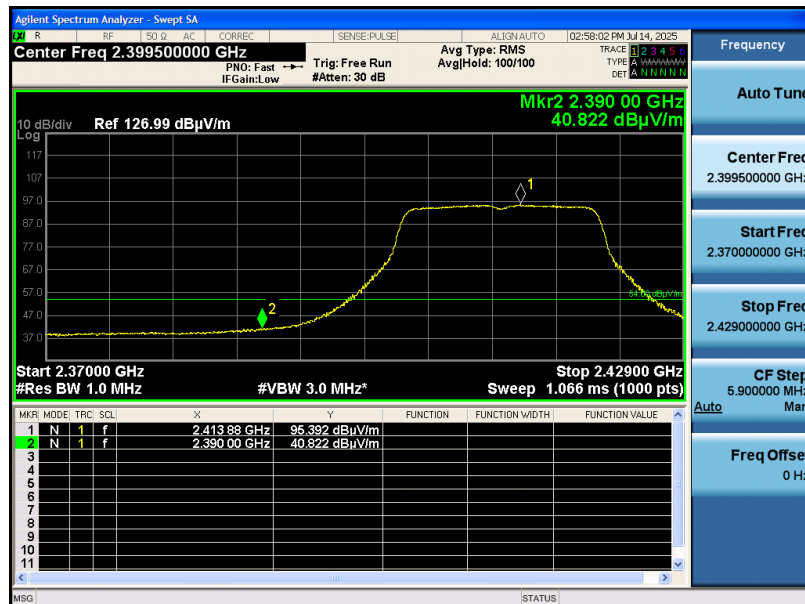 Agilent Spectrum Analyzer - Swept SA
LXI R RF 50 Ω AC CORREC SENSE:PULSE ALIGN AUTO 02:58:02 PM Jul 14, 2025
Center Freq 2.399500000 GHz
PNO: Fast
IFGain:Low
Trig: Free Run
#Atten: 30 dB
Avg Type: RMS
Avg|Hold: 100/100
TRACE 1 2 3 4 5 6
TYPE A WWWWW
DET A N N N N N
Mkr2 2.390 00 GHz
40.822 dBµV/m
10 dB/div Ref 126.99 dBµV/m
Log
117
107
97.0
87.0
77.0
67.0
57.0
47.0
37.0
1
2
Start 2.37000 GHz Stop 2.42900 GHz
#Res BW 1.0 MHz #VBW 3.0 MHz* Sweep 1.066 ms (1000 pts)
MKR MODE TRC SCL X Y FUNCTION FUNCTION WIDTH FUNCTION VALUE
1 N 1 f 2.413 88 GHz 95.392 dBµV/m
2 N 1 f 2.390 00 GHz 40.822 dBµV/m
3
4
5
6
7
8
9
10
11
MSG STATUS
Frequency
Auto Tune
Center Freq
2.399500000 GHz
Start Freq
2.370000000 GHz
Stop Freq
2.429000000 GHz
CF Step
5.900000 MHz
Auto Man
Freq Offset
0 Hz